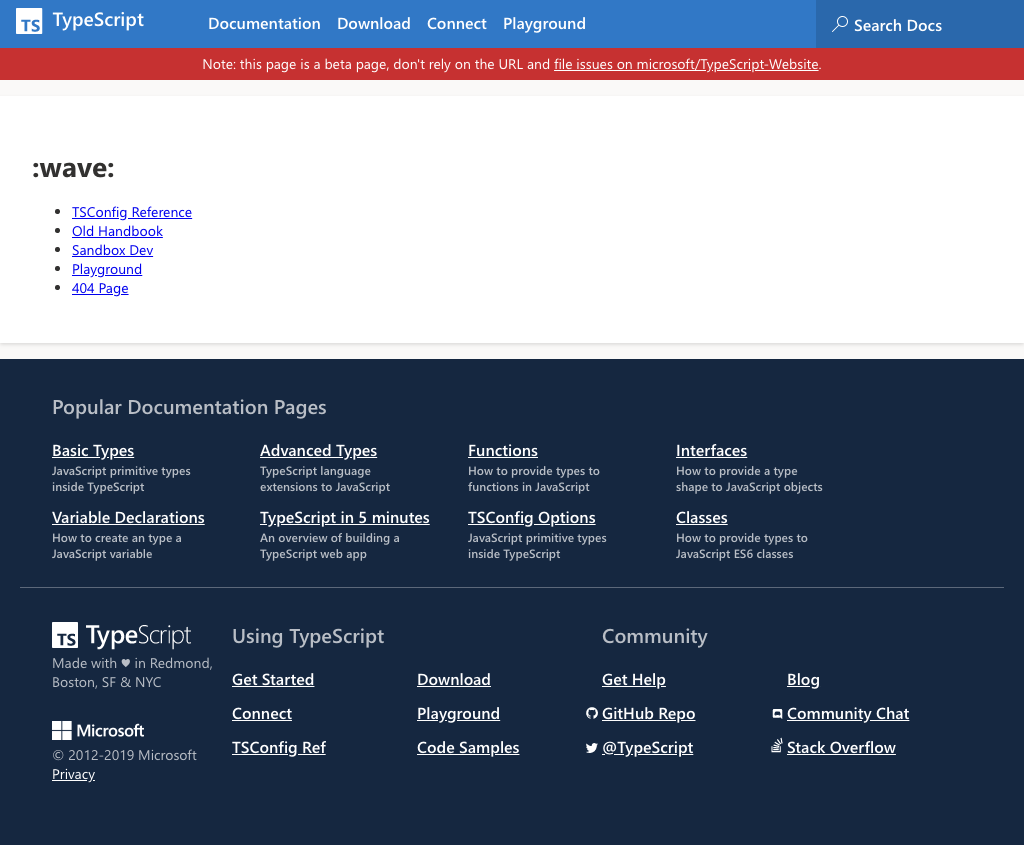 TS TypeScript
Documentation Download Connect Playground
Search Docs
Note: this page is a beta page, don't rely on the URL and file issues on microsoft/TypeScript-Website.
:wave:
TSConfig Reference
Old Handbook
Sandbox Dev
Playground
404 Page
Popular Documentation Pages
Basic Types
JavaScript primitive types
inside TypeScript
Advanced Types
TypeScript language
extensions to JavaScript
Functions
How to provide types to
functions in JavaScript
Interfaces
How to provide a type
shape to JavaScript objects
Variable Declarations
How to create an type a
JavaScript variable
TypeScript in 5 minutes
An overview of building a
TypeScript web app
TSConfig Options
JavaScript primitive types
inside TypeScript
Classes
How to provide types to
JavaScript ES6 classes
TS TypeScript
Made with ♥ in Redmond,
Boston, SF & NYC
Microsoft
© 2012-2019 Microsoft
Privacy
Using TypeScript
Get Started
Connect
TSConfig Ref
Download
Playground
Code Samples
Community
Get Help
GitHub Repo
@TypeScript
Blog
Community Chat
Stack Overflow